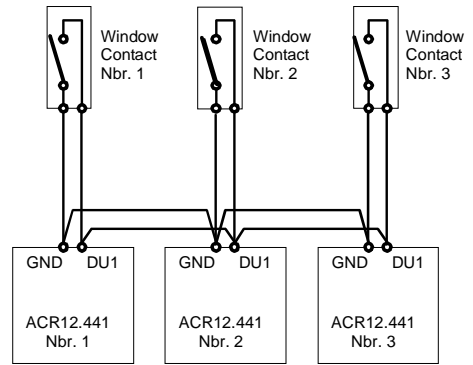 Window
Contact
Nbr. 1
Window
Contact
Nbr. 2
Window
Contact
Nbr. 3
GND DU1
GND DU1
GND DU1
ACR12.441
Nbr. 1
ACR12.441
Nbr. 2
ACR12.441
Nbr. 3